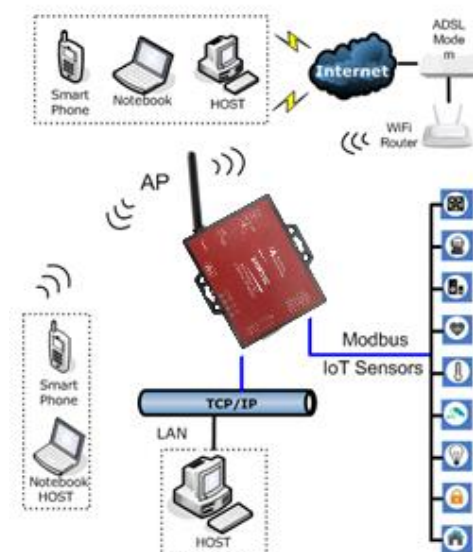 ADSL
Mode
m
Internet
Smart
Phone
Notebook
HOST
WiFi
Router
AP
Modbus
IoT Sensors
Smart
Phone
TCP/IP
LAN
Notebook
HOST
HOST